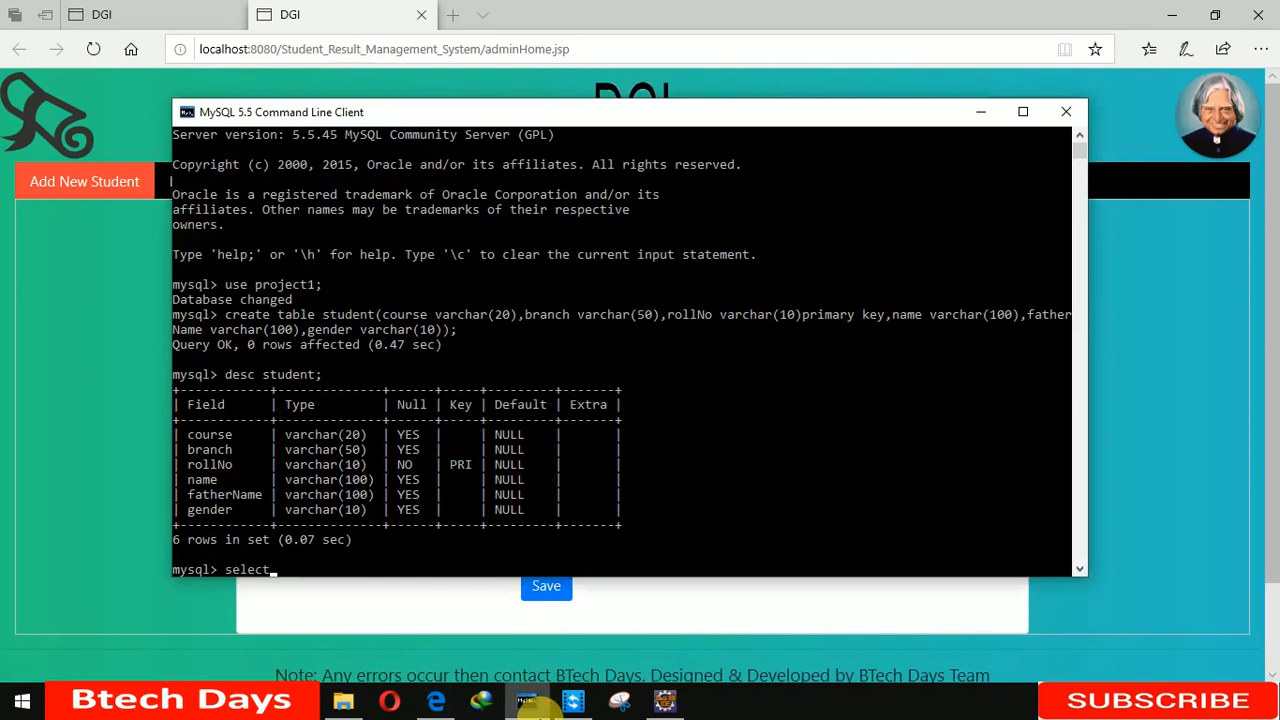 DGI
DGI
localhost:8080/Student_Result_Management_System/adminHome.jsp
DGI
MySQL 5.5 Command Line Client
Server version: 5.5.45 MySQL Community Server (GPL)
Copyright (c) 2000, 2015, Oracle and/or its affiliates. All rights reserved.
Oracle is a registered trademark of Oracle Corporation and/or its
affiliates. Other names may be trademarks of their respective
owners.
Type 'help;' or '\h' for help. Type '\c' to clear the current input statement.
mysql> use project1;
Database changed
mysql> create table student(course varchar(20),branch varchar(50),rollNo varchar(10)primary key,name varchar(100),father
Name varchar(100),gender varchar(10));
Query OK, 0 rows affected (0.47 sec)
mysql> desc student;
+------------+--------------+------+-----+---------+-------+
| Field      | Type         | Null | Key | Default | Extra |
+------------+--------------+------+-----+---------+-------+
| course     | varchar(20)  | YES  |     | NULL    |       |
| branch     | varchar(50)  | YES  |     | NULL    |       |
| rollNo     | varchar(10)  | NO   | PRI | NULL    |       |
| name       | varchar(100) | YES  |     | NULL    |       |
| fatherName | varchar(100) | YES  |     | NULL    |       |
| gender     | varchar(10)  | YES  |     | NULL    |       |
+------------+--------------+------+-----+---------+-------+
6 rows in set (0.07 sec)
mysql> select
Add New Student
Save
Note: Any errors occur then contact BTech Days. Designed & Developed by BTech Days Team
Btech Days
SUBSCRIBE